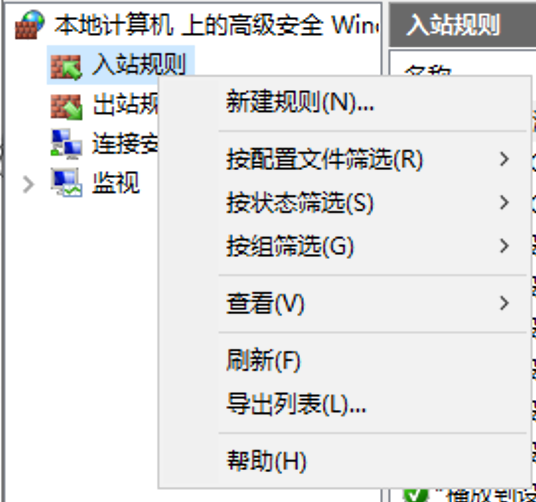 本地计算机 上的高级安全 Win
入站规则
出站规
连接安
监视
入站规则
名称
新建规则(N)...
按配置文件筛选(R)
按状态筛选(S)
按组筛选(G)
查看(V)
刷新(F)
导出列表(L)...
帮助(H)
"播放到设